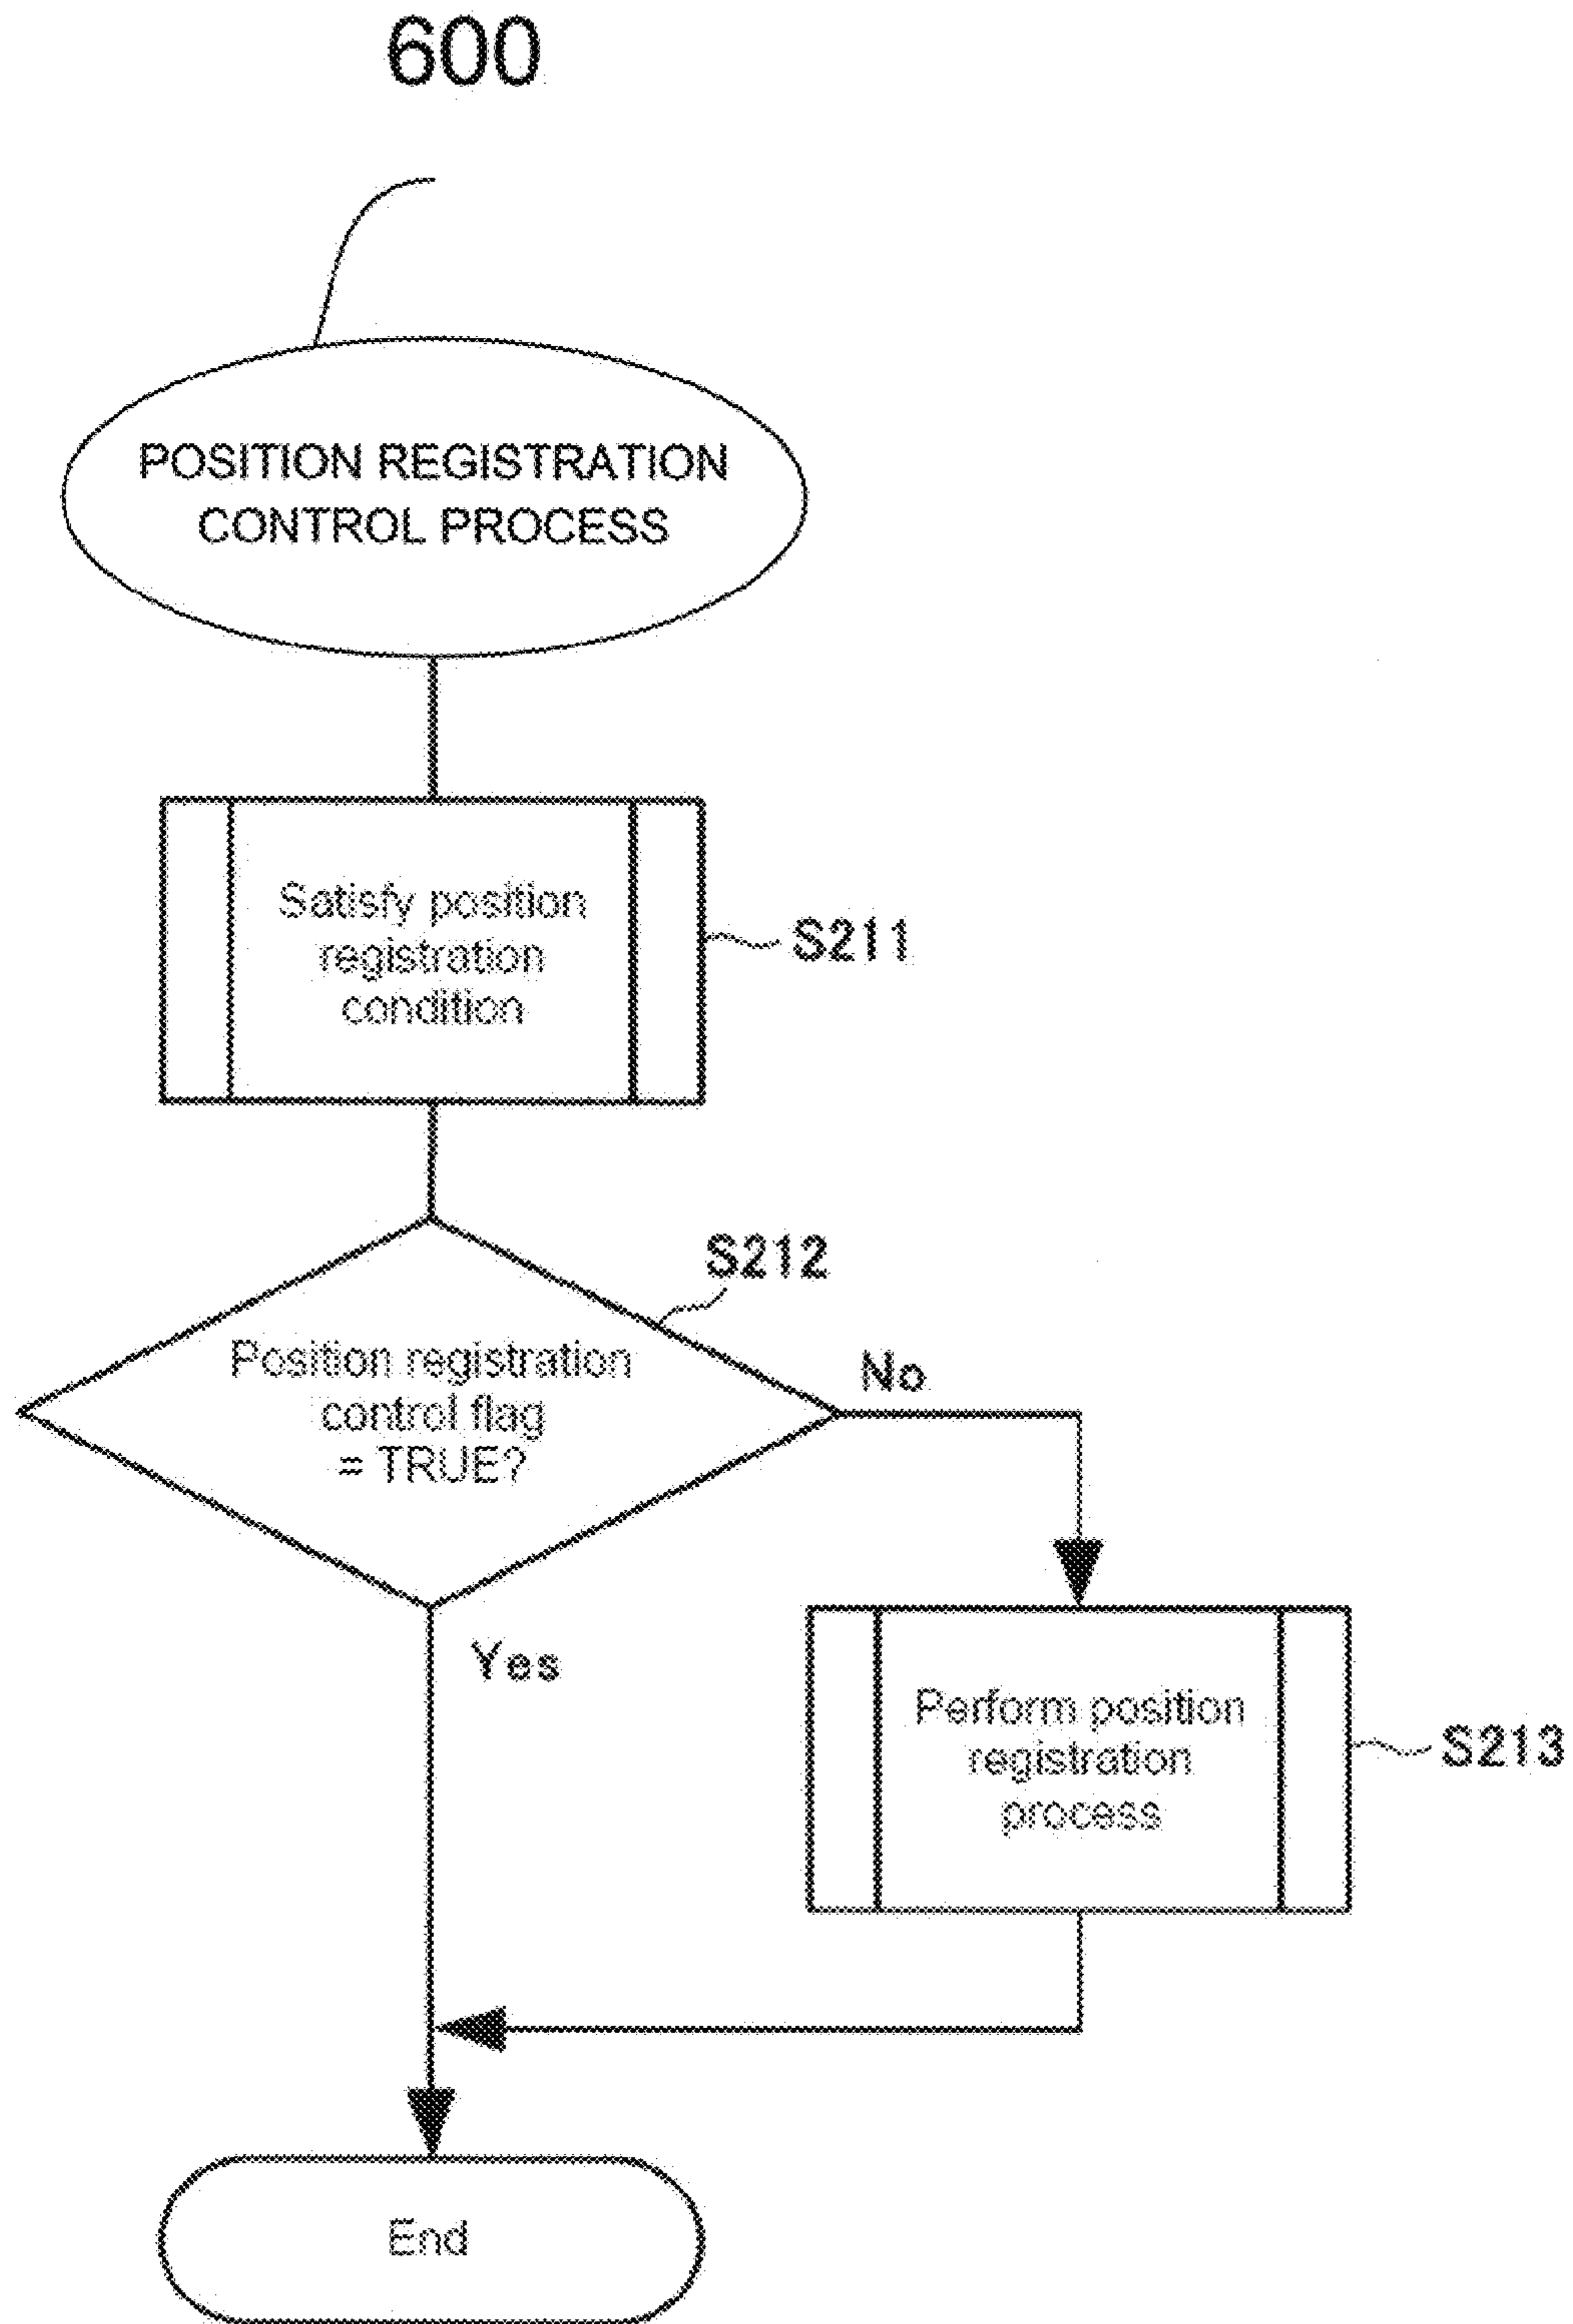 600
POSITION REGISTRATION
CONTROL PROCESS
Satisfy position
registration
condition
S211
S212
Position registration
control flag
= TRUE?
No
Yes
Perform position
registration
process
S213
End